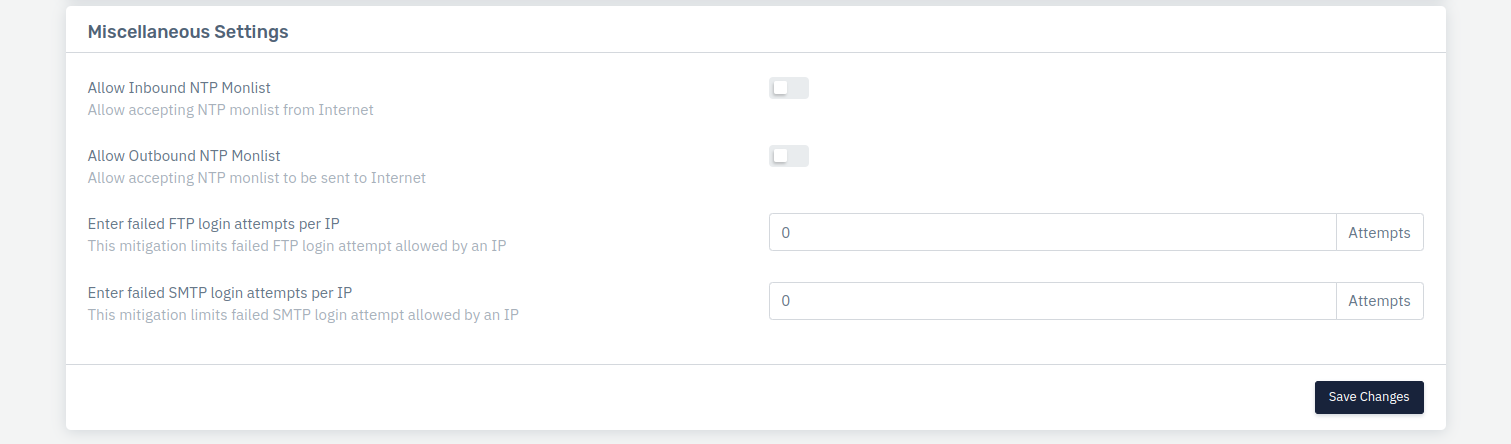 Miscellaneous Settings
Allow Inbound NTP Monlist
Allow accepting NTP monlist from Internet
Allow Outbound NTP Monlist
Allow accepting NTP monlist to be sent to Internet
Enter failed FTP login attempts per IP
This mitigation limits failed FTP login attempt allowed by an IP
0 Attempts
Enter failed SMTP login attempts per IP
This mitigation limits failed SMTP login attempt allowed by an IP
0 Attempts
Save Changes